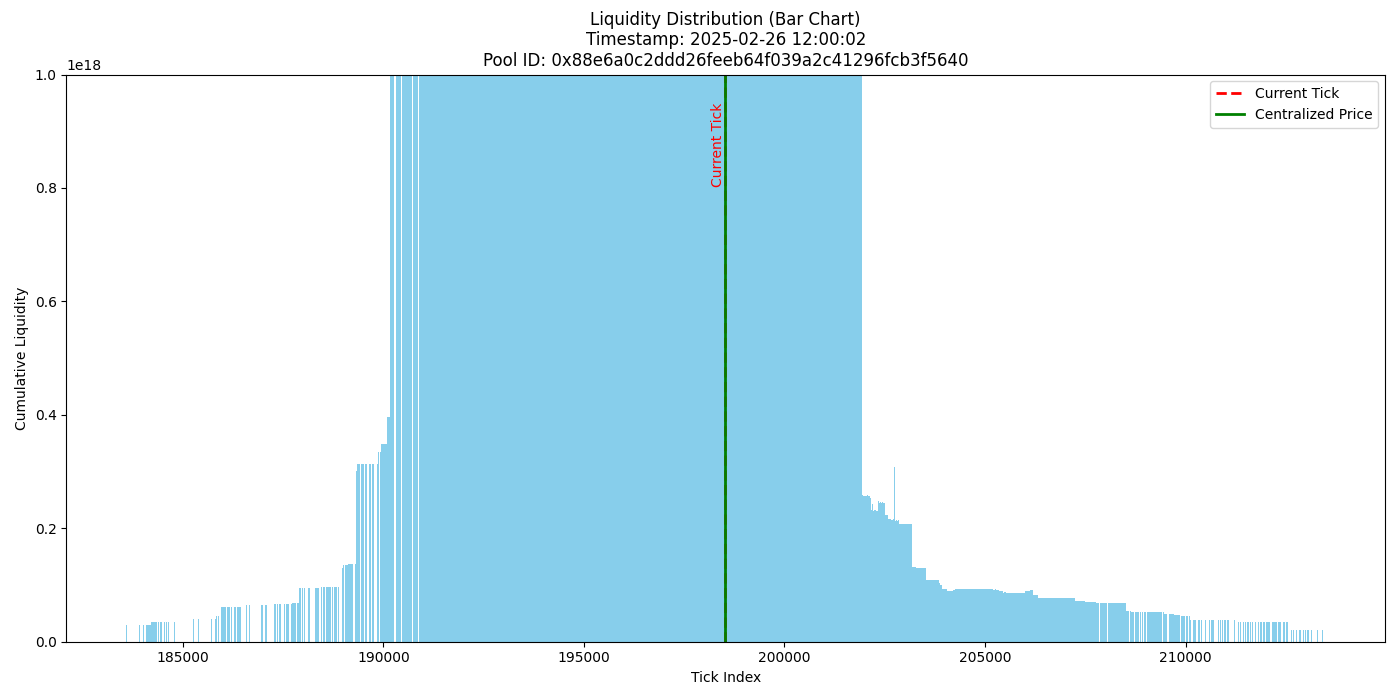 Liquidity Distribution (Bar Chart)
Timestamp: 2025-02-26 12:00:02
Pool ID: 0x88e6a0c2ddd26feeb64f039a2c41296fcb3f5640
1e18
1.0
0.8
0.6
0.4
0.2
0.0
Cumulative Liquidity
Current Tick
Current Tick
Centralized Price
185000
190000
195000
200000
205000
210000
Tick Index